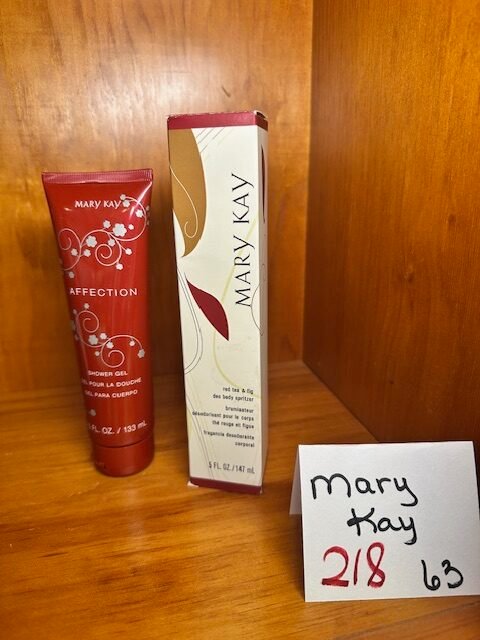 MARY KAY
AFFECTION
SHOWER GEL
GEL POUR LA DOUCHE
GEL PARA CUERPO
FL. OZ. / 133 mL
MARY KAY
red tea & fig
deo body spritzer
brumisateur
désodorisant pour le corps
thé rouge et figue
fragancia desodorante
corporal
5 FL. OZ. / 147 mL
Mary
Kay
218 63